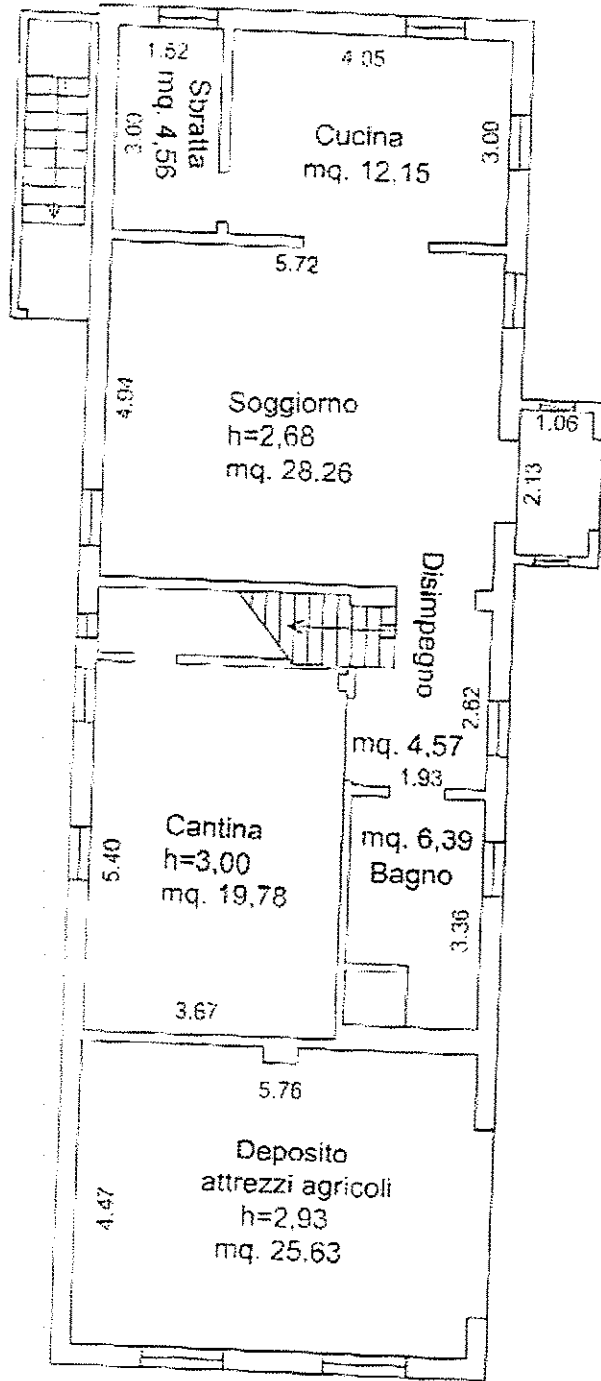 1.52
4.05
Sbratta
mq. 4,56
3.00
Cucina
mq. 12,15
3.00
5.72
4.94
Soggiorno
h=2,68
mq. 28.26
1.06
2.13
Disimpegno
2.62
mq. 4,57
1.93
Cantina
h=3,00
mq. 19,78
5.40
mq. 6,39
Bagno
3.36
3.67
5.76
Deposito
attrezzi agricoli
h=2,93
mq. 25,63
4.47